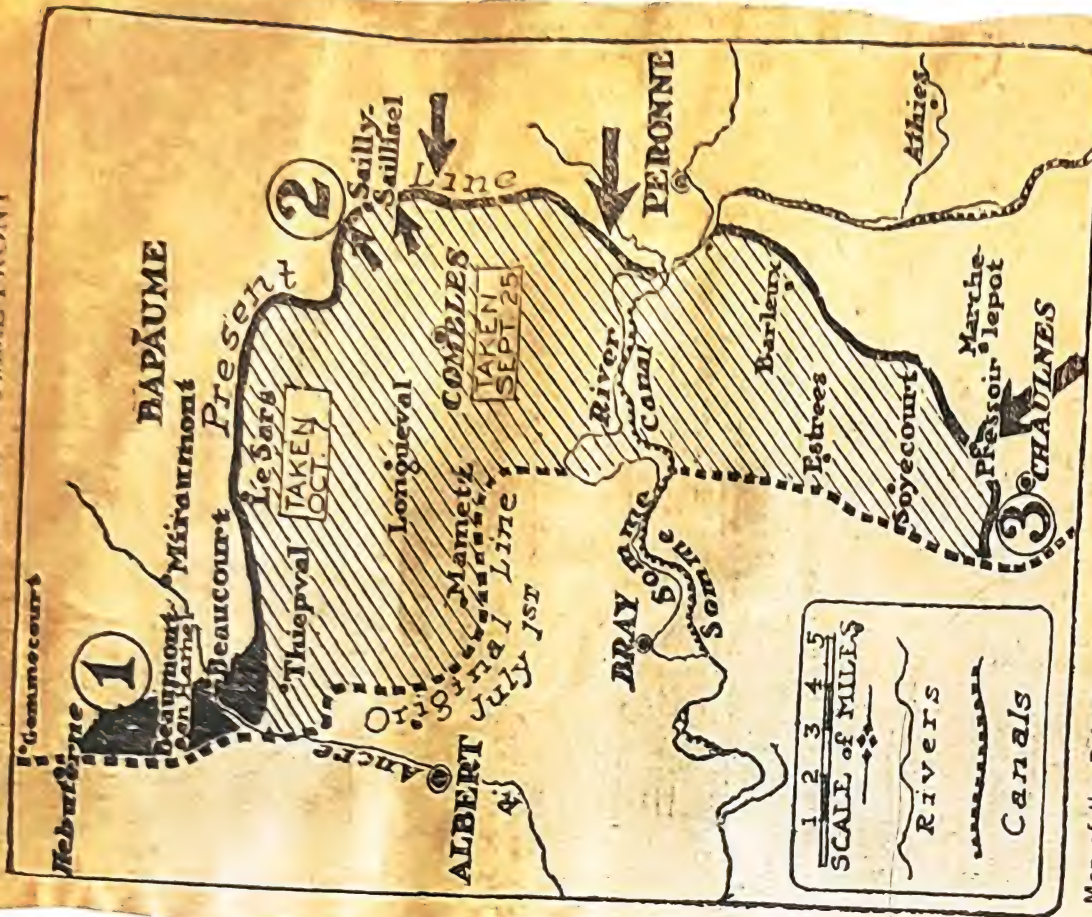 Gommecourt
Hebuterne
1
Beaumont
Hamel
Beaucourt
Miraumont
BAPAUME
Present
Line
2
Sailly-
Saillisel
Le Sars
TAKEN
OCT. 7
Thiepval
Longueval
COMBLES
TAKEN
SEPT 25
Mametz
Original Line
July 1ST
Ancre
R.
ALBERT
PERONNE
River
Canal
BRAY
Somme
Somme
Barleux
Estrees
Soyecourt
Athies
Marche-
lepot
Pressoir
3
CHAULNES
1 2 3 4 5
SCALE of MILES
Rivers
Canals